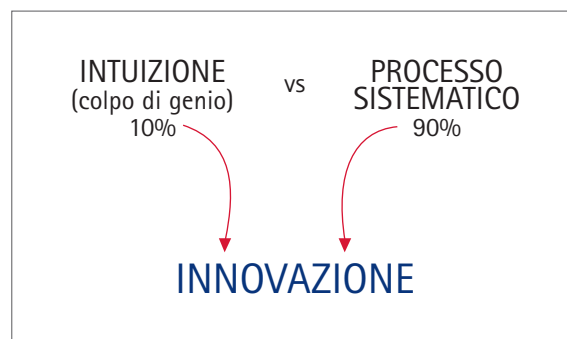 INTUIZIONE
(colpo di genio)
10%
vs
PROCESSO
SISTEMATICO
90%
INNOVAZIONE